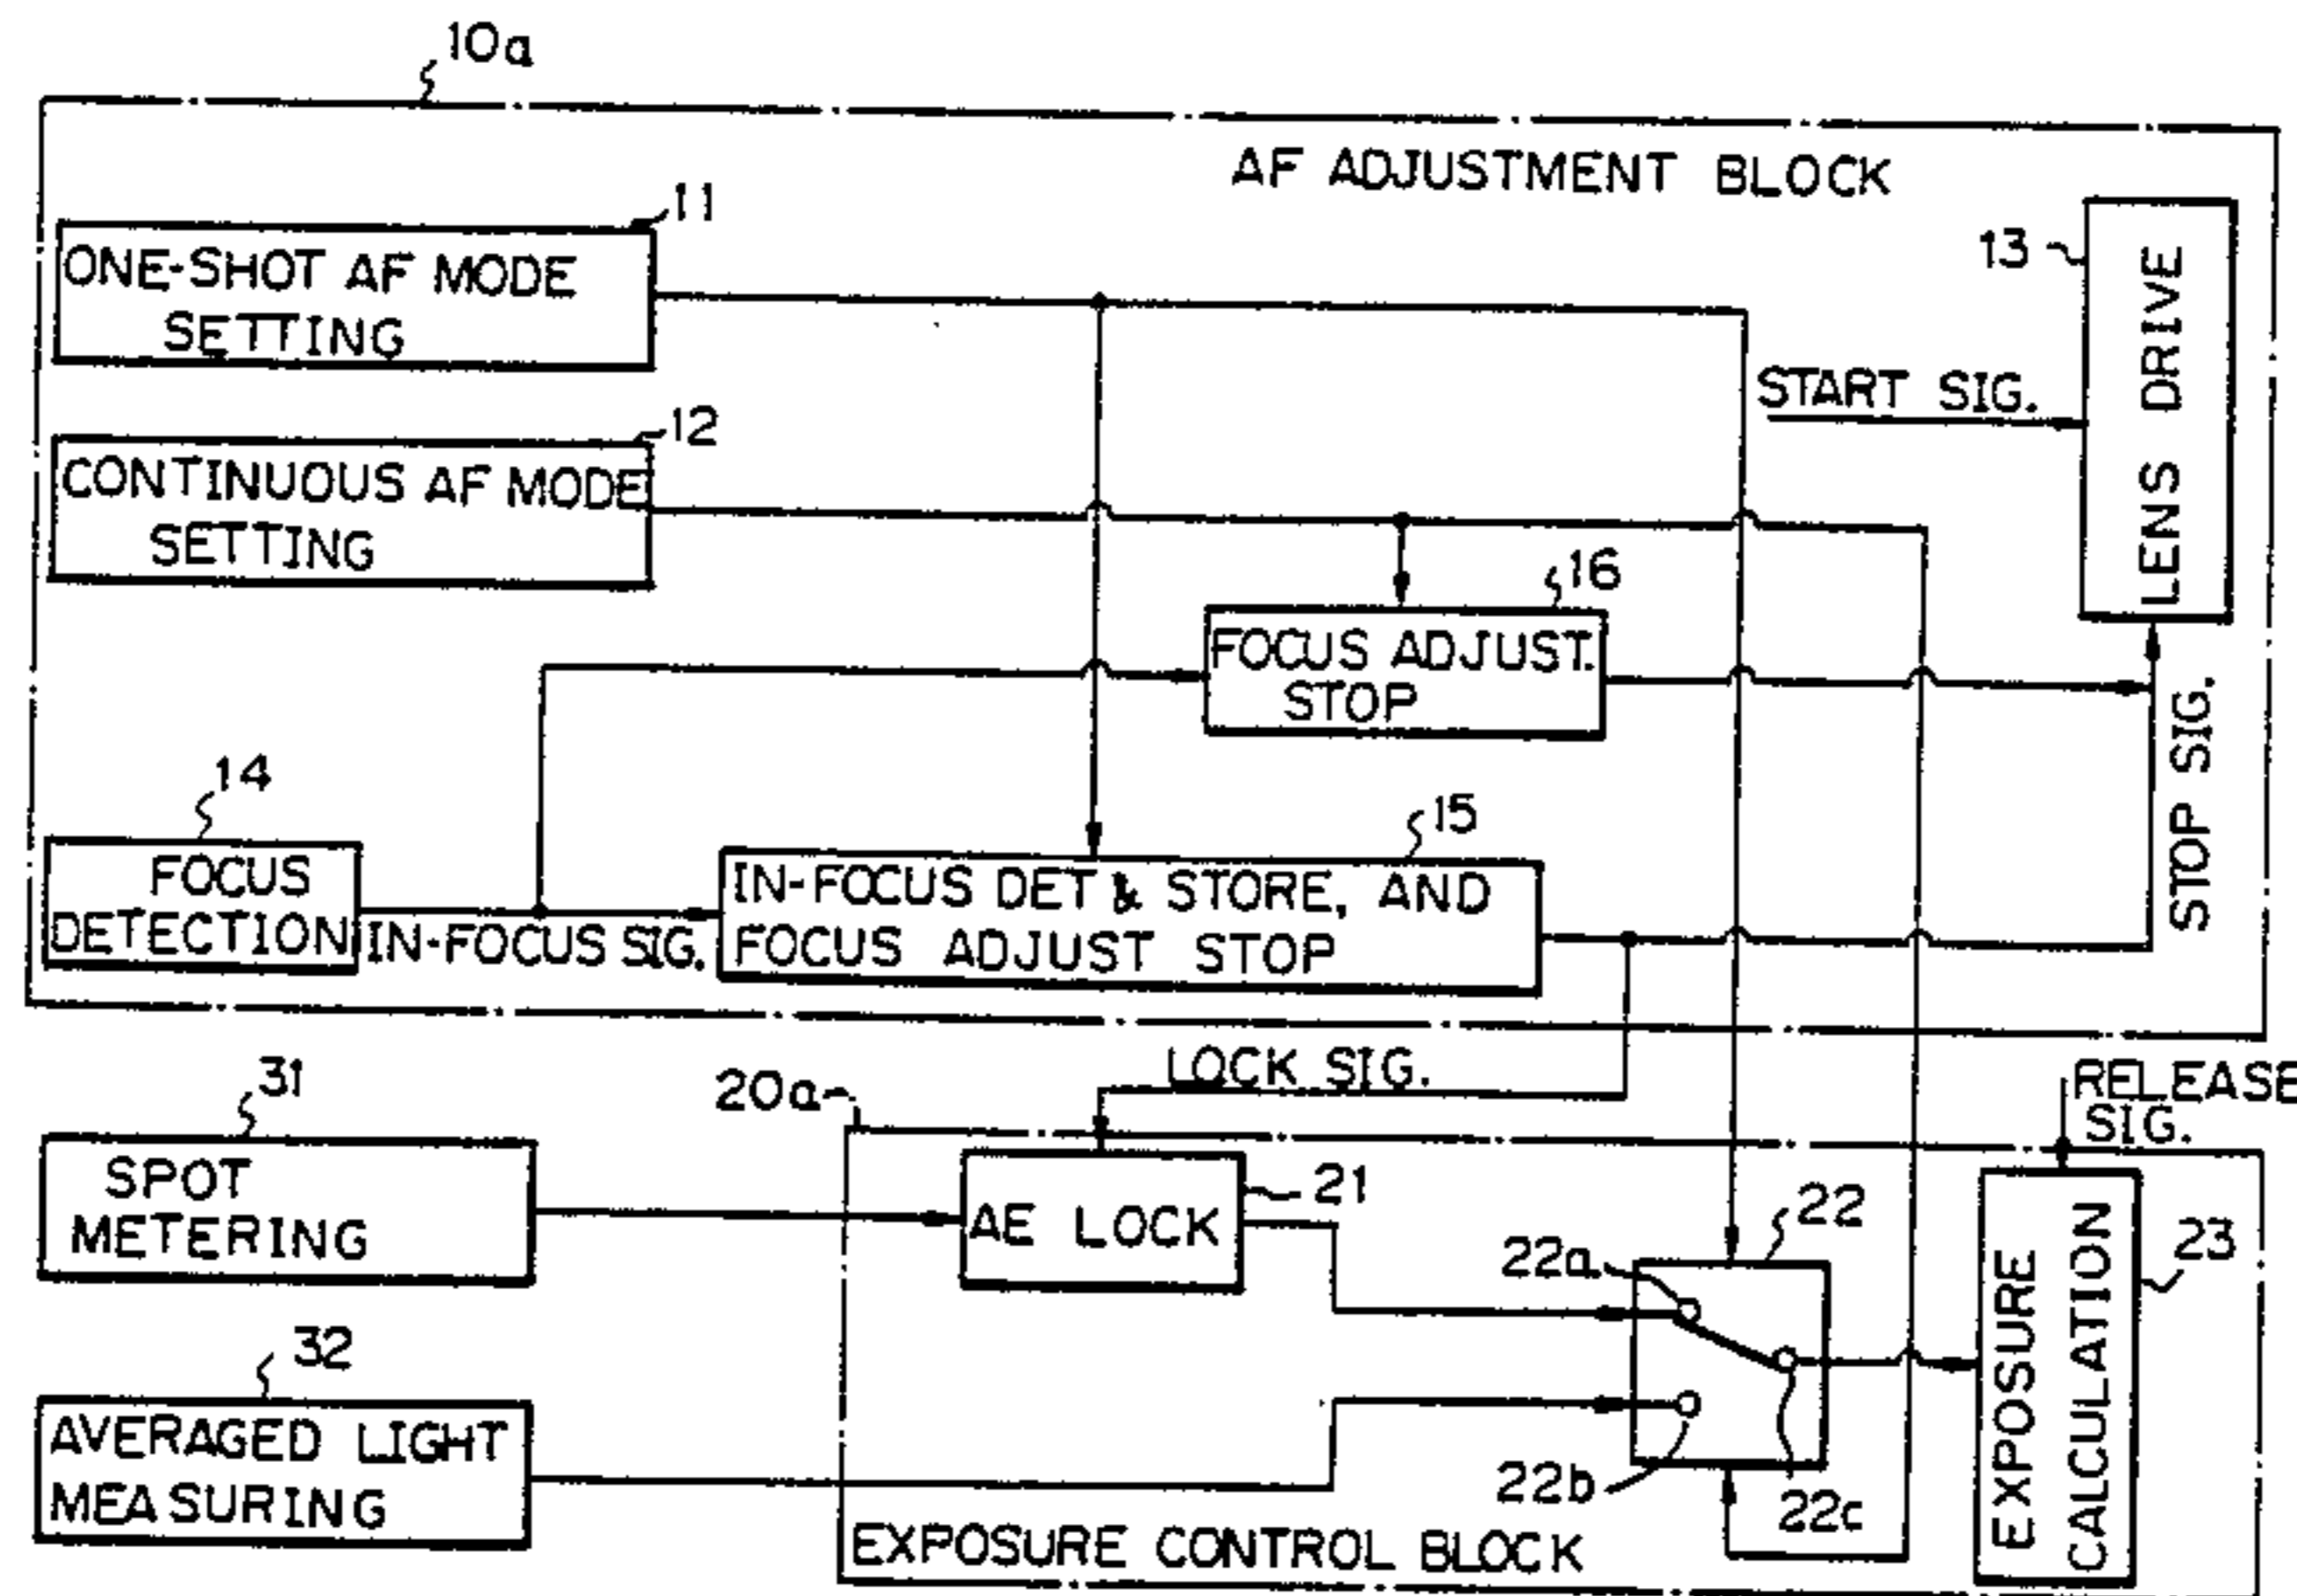 10a
AF ADJUSTMENT BLOCK
11
ONE-SHOT AF MODE
SETTING
13
LENS DRIVE
START SIG.
12
CONTINUOUS AF MODE
SETTING
16
FOCUS ADJUST.
STOP
STOP SIG.
14
FOCUS
DETECTION
IN-FOCUS SIG.
15
IN-FOCUS DET & STORE, AND
FOCUS ADJUST STOP
LOCK SIG.
RELEASE
SIG.
31
SPOT
METERING
20a
AE LOCK
21
22
22a
22b
22c
23
EXPOSURE
CALCULATION
32
AVERAGED LIGHT
MEASURING
EXPOSURE CONTROL BLOCK